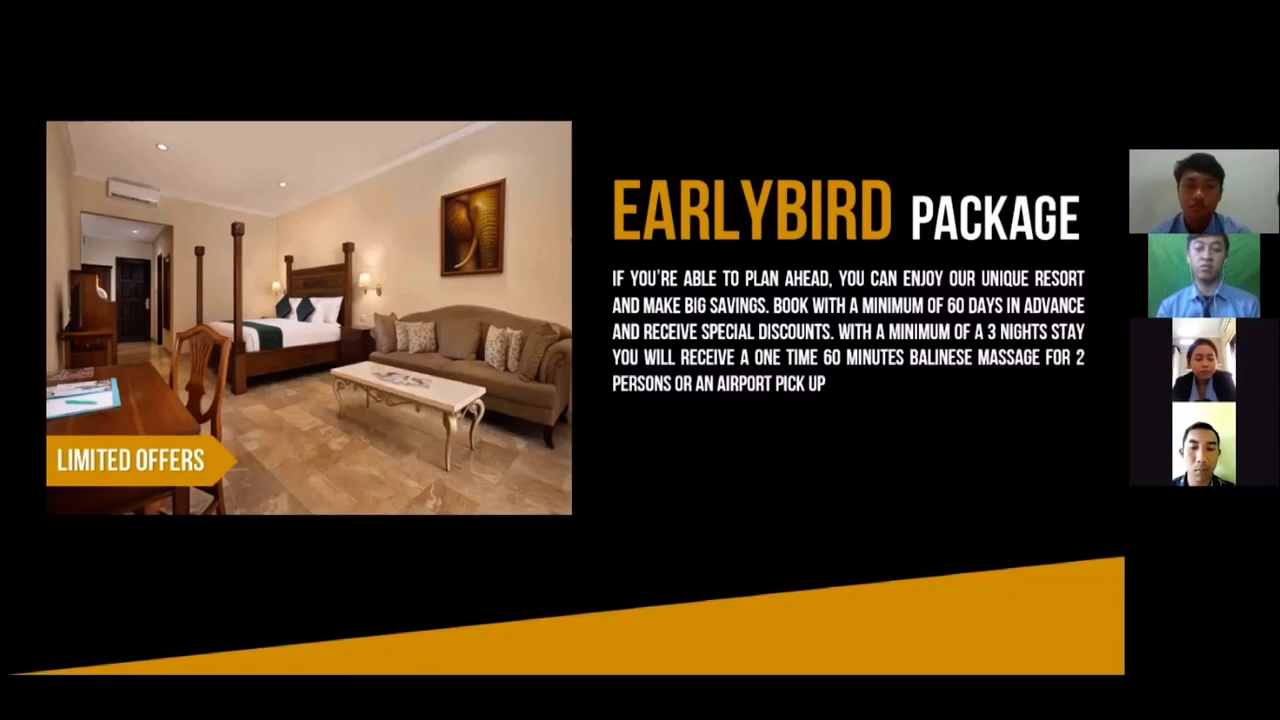 LIMITED OFFERS
EARLYBIRD PACKAGE
IF YOU'RE ABLE TO PLAN AHEAD, YOU CAN ENJOY OUR UNIQUE RESORT
AND MAKE BIG SAVINGS. BOOK WITH A MINIMUM OF 60 DAYS IN ADVANCE
AND RECEIVE SPECIAL DISCOUNTS. WITH A MINIMUM OF A 3 NIGHTS STAY
YOU WILL RECEIVE A ONE TIME 60 MINUTES BALINESE MASSAGE FOR 2
PERSONS OR AN AIRPORT PICK UP